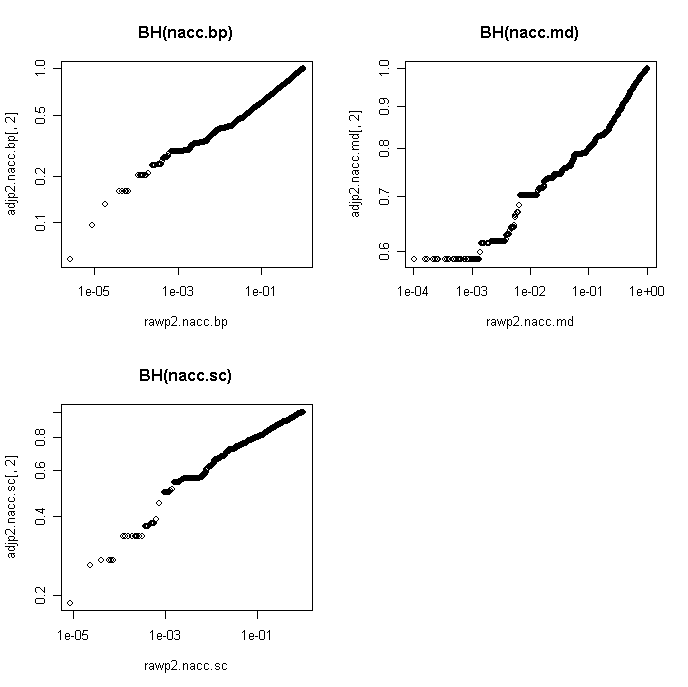 BH(nacc.bp)
adjp2.nacc.bp[, 2]
1.0
0.5
0.2
0.1
1e-05
1e-03
1e-01
rawp2.nacc.bp
BH(nacc.md)
adjp2.nacc.md[, 2]
1.0
0.9
0.8
0.7
0.6
1e-04
1e-03
1e-02
1e-01
1e+00
rawp2.nacc.md
BH(nacc.sc)
adjp2.nacc.sc[, 2]
0.8
0.6
0.4
0.2
1e-05
1e-03
1e-01
rawp2.nacc.sc